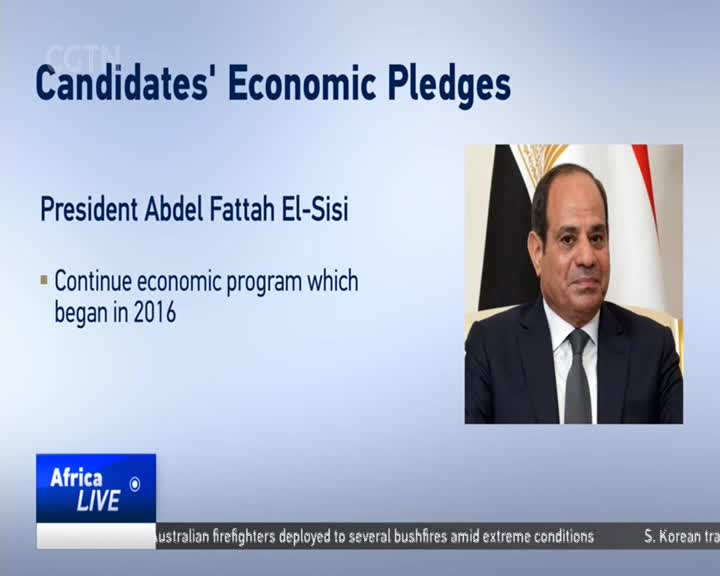 CGTN
Candidates' Economic Pledges
President Abdel Fattah El-Sisi
Continue economic program which
began in 2016
Africa
LIVE
Australian firefighters deployed to several bushfires amid extreme conditions S. Korean tra